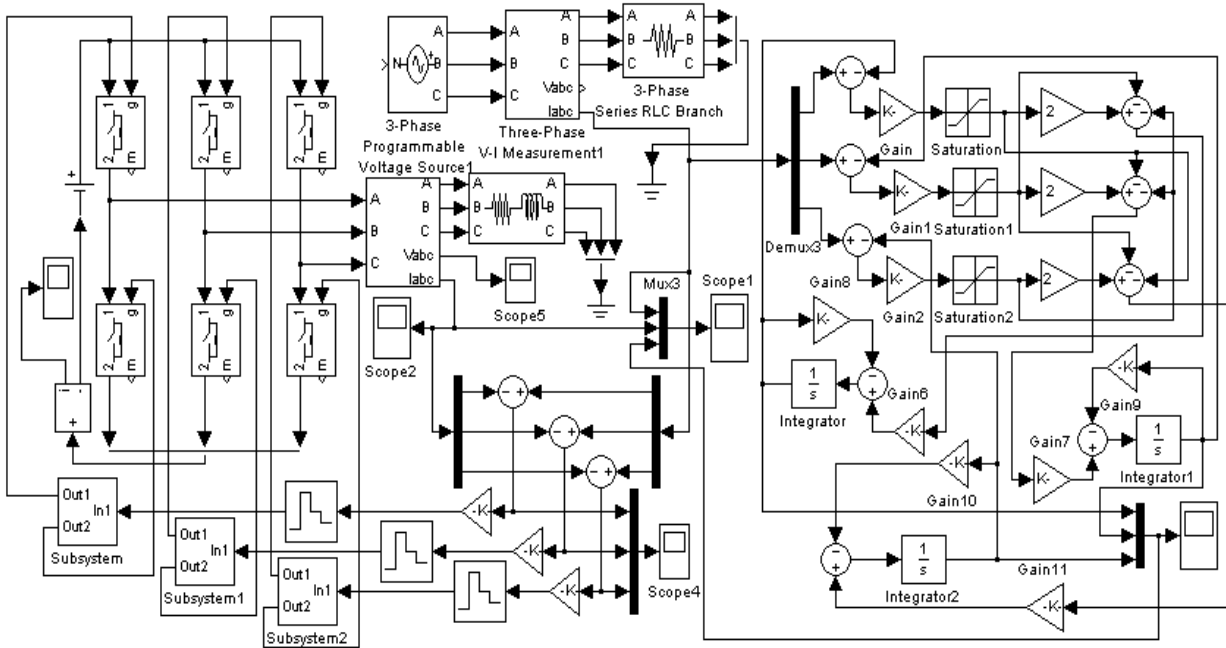 A
B
C
N
A
B
C
A
B
C
Vabc
Iabc
A
B
C
A
B
C
3-Phase
Programmable
Voltage Source1
Three-Phase
V-I Measurement1
3-Phase
Series RLC Branch
1
g
2
E
1
g
2
E
1
g
2
E
+
A
B
C
A
B
C
Vabc
Iabc
A
B
C
A
B
C
Scope5
1
g
2
E
1
g
2
E
1
g
2
E
Scope2
Mux3
Scope1
Demux3
K-
Gain
Saturation
2
K-
Gain1
Saturation1
2
K-
Gain2
Saturation2
2
Gain8
K-
1
s
Integrator
Gain6
-K-
-K-
Gain9
Gain7
K-
1
s
Integrator1
-K-
Gain10
1
s
Integrator2
Gain11
-K-
Out1
Out2
In1
Subsystem
Out1
Out2
In1
Subsystem1
Out1
Out2
In1
Subsystem2
-K-
-K-
-K-
Scope4